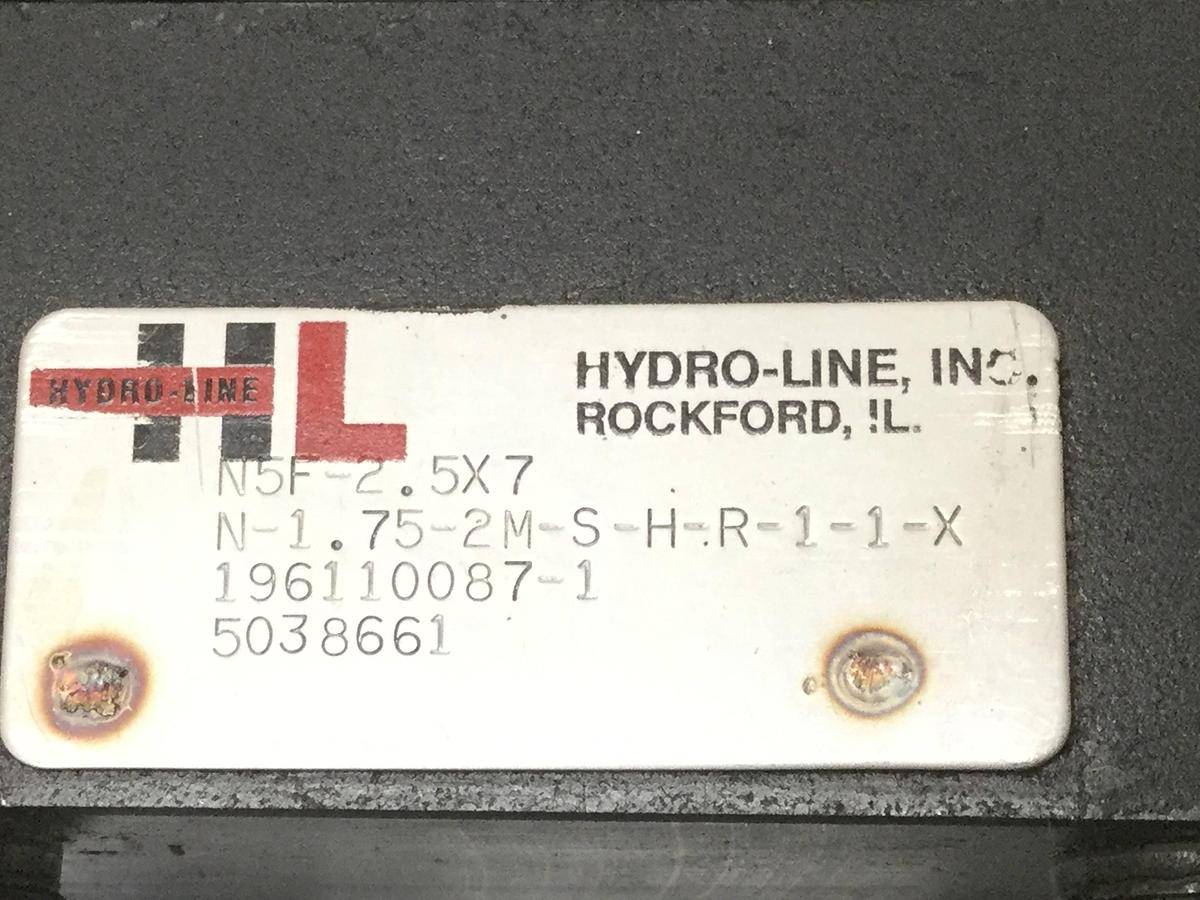 HYDRO-LINE
HL
HYDRO-LINE, INC.
ROCKFORD, IL.
N5F-2.5X7
N-1.75-2M-S-H-R-1-1-X
196110087-1
5038661